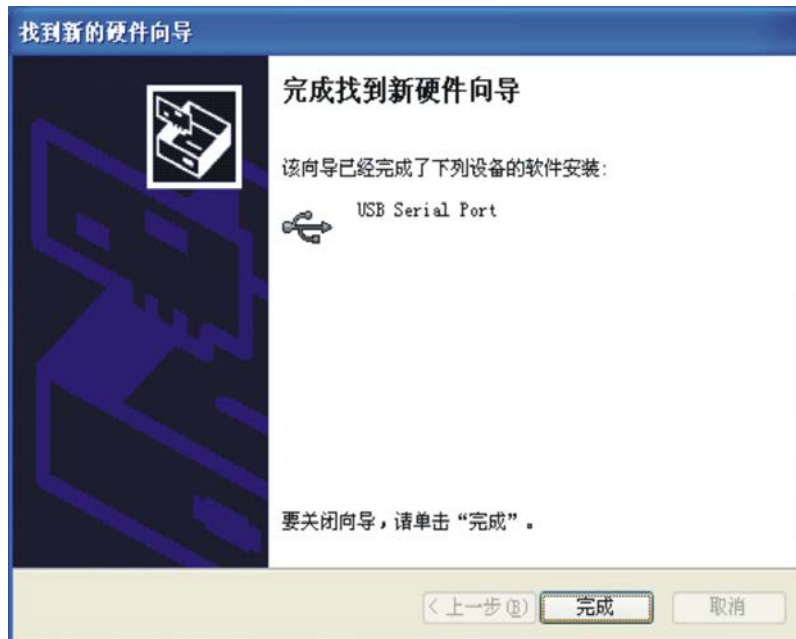 找到新的硬件向导
完成找到新硬件向导
该向导已经完成了下列设备的软件安装:
USB Serial Port
要关闭向导,请单击“完成”。
<上一步(B)
完成
取消